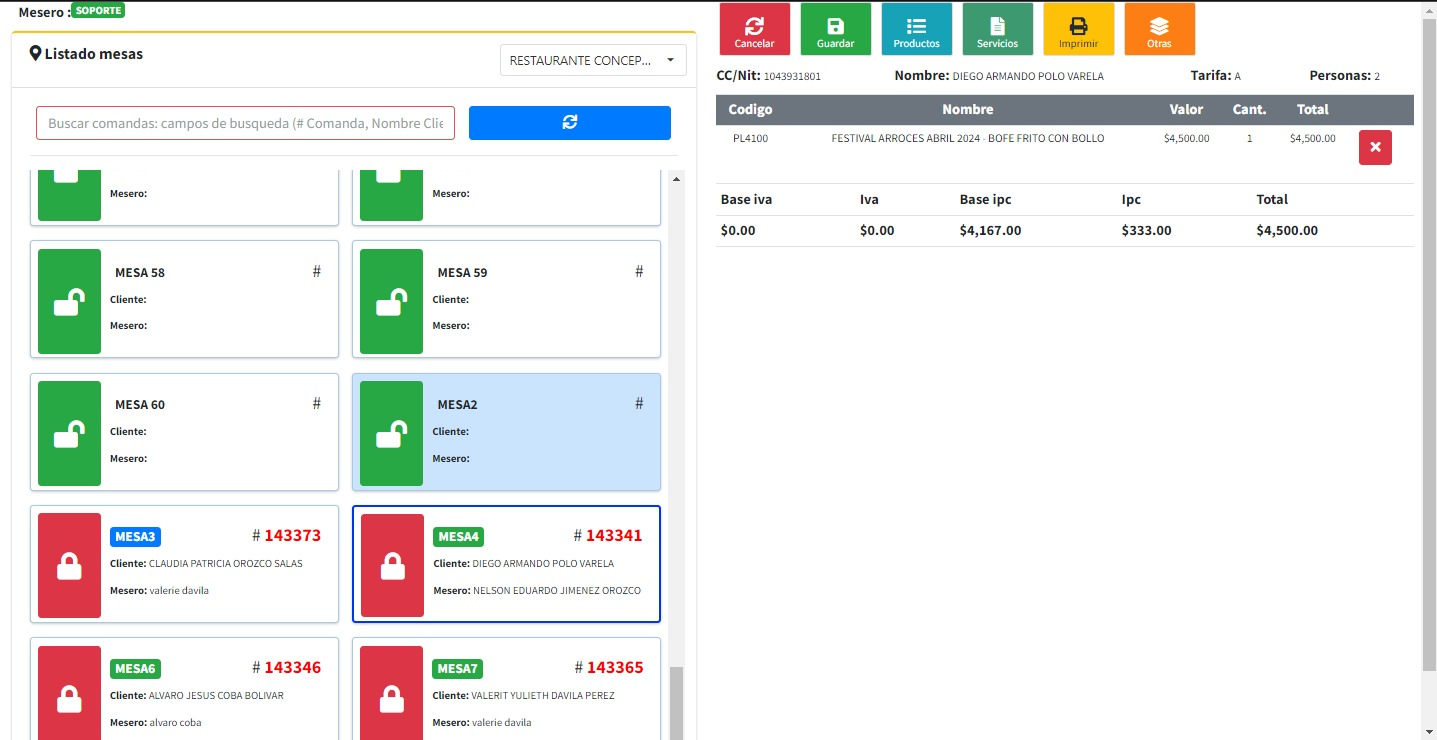 Mesero : SOPORTE
Listado mesas
RESTAURANTE CONCEP...
Buscar comandas: campos de busqueda (# Comanda, Nombre Clie
Mesero:
Mesero:
MESA 58 #
Cliente:
Mesero:
MESA 59 #
Cliente:
Mesero:
MESA 60 #
Cliente:
Mesero:
MESA2 #
Cliente:
Mesero:
MESA3 # 143373
Cliente: CLAUDIA PATRICIA OROZCO SALAS
Mesero: valerie davila
MESA4 # 143341
Cliente: DIEGO ARMANDO POLO VARELA
Mesero: NELSON EDUARDO JIMENEZ OROZCO
MESA6 # 143346
Cliente: ALVARO JESUS COBA BOLIVAR
Mesero: alvaro coba
MESA7 # 143365
Cliente: VALERIT YULIETH DAVILA PEREZ
Mesero: valerie davila
Cancelar Guardar Productos Servicios Imprimir Otras
CC/Nit: 1043931801 Nombre: DIEGO ARMANDO POLO VARELA Tarifa: A Personas: 2
Codigo Nombre Valor Cant. Total
PL4100 FESTIVAL ARROCES ABRIL 2024 - BOFE FRITO CON BOLLO $4,500.00 1 $4,500.00
Base iva Iva Base ipc Ipc Total
$0.00 $0.00 $4,167.00 $333.00 $4,500.00